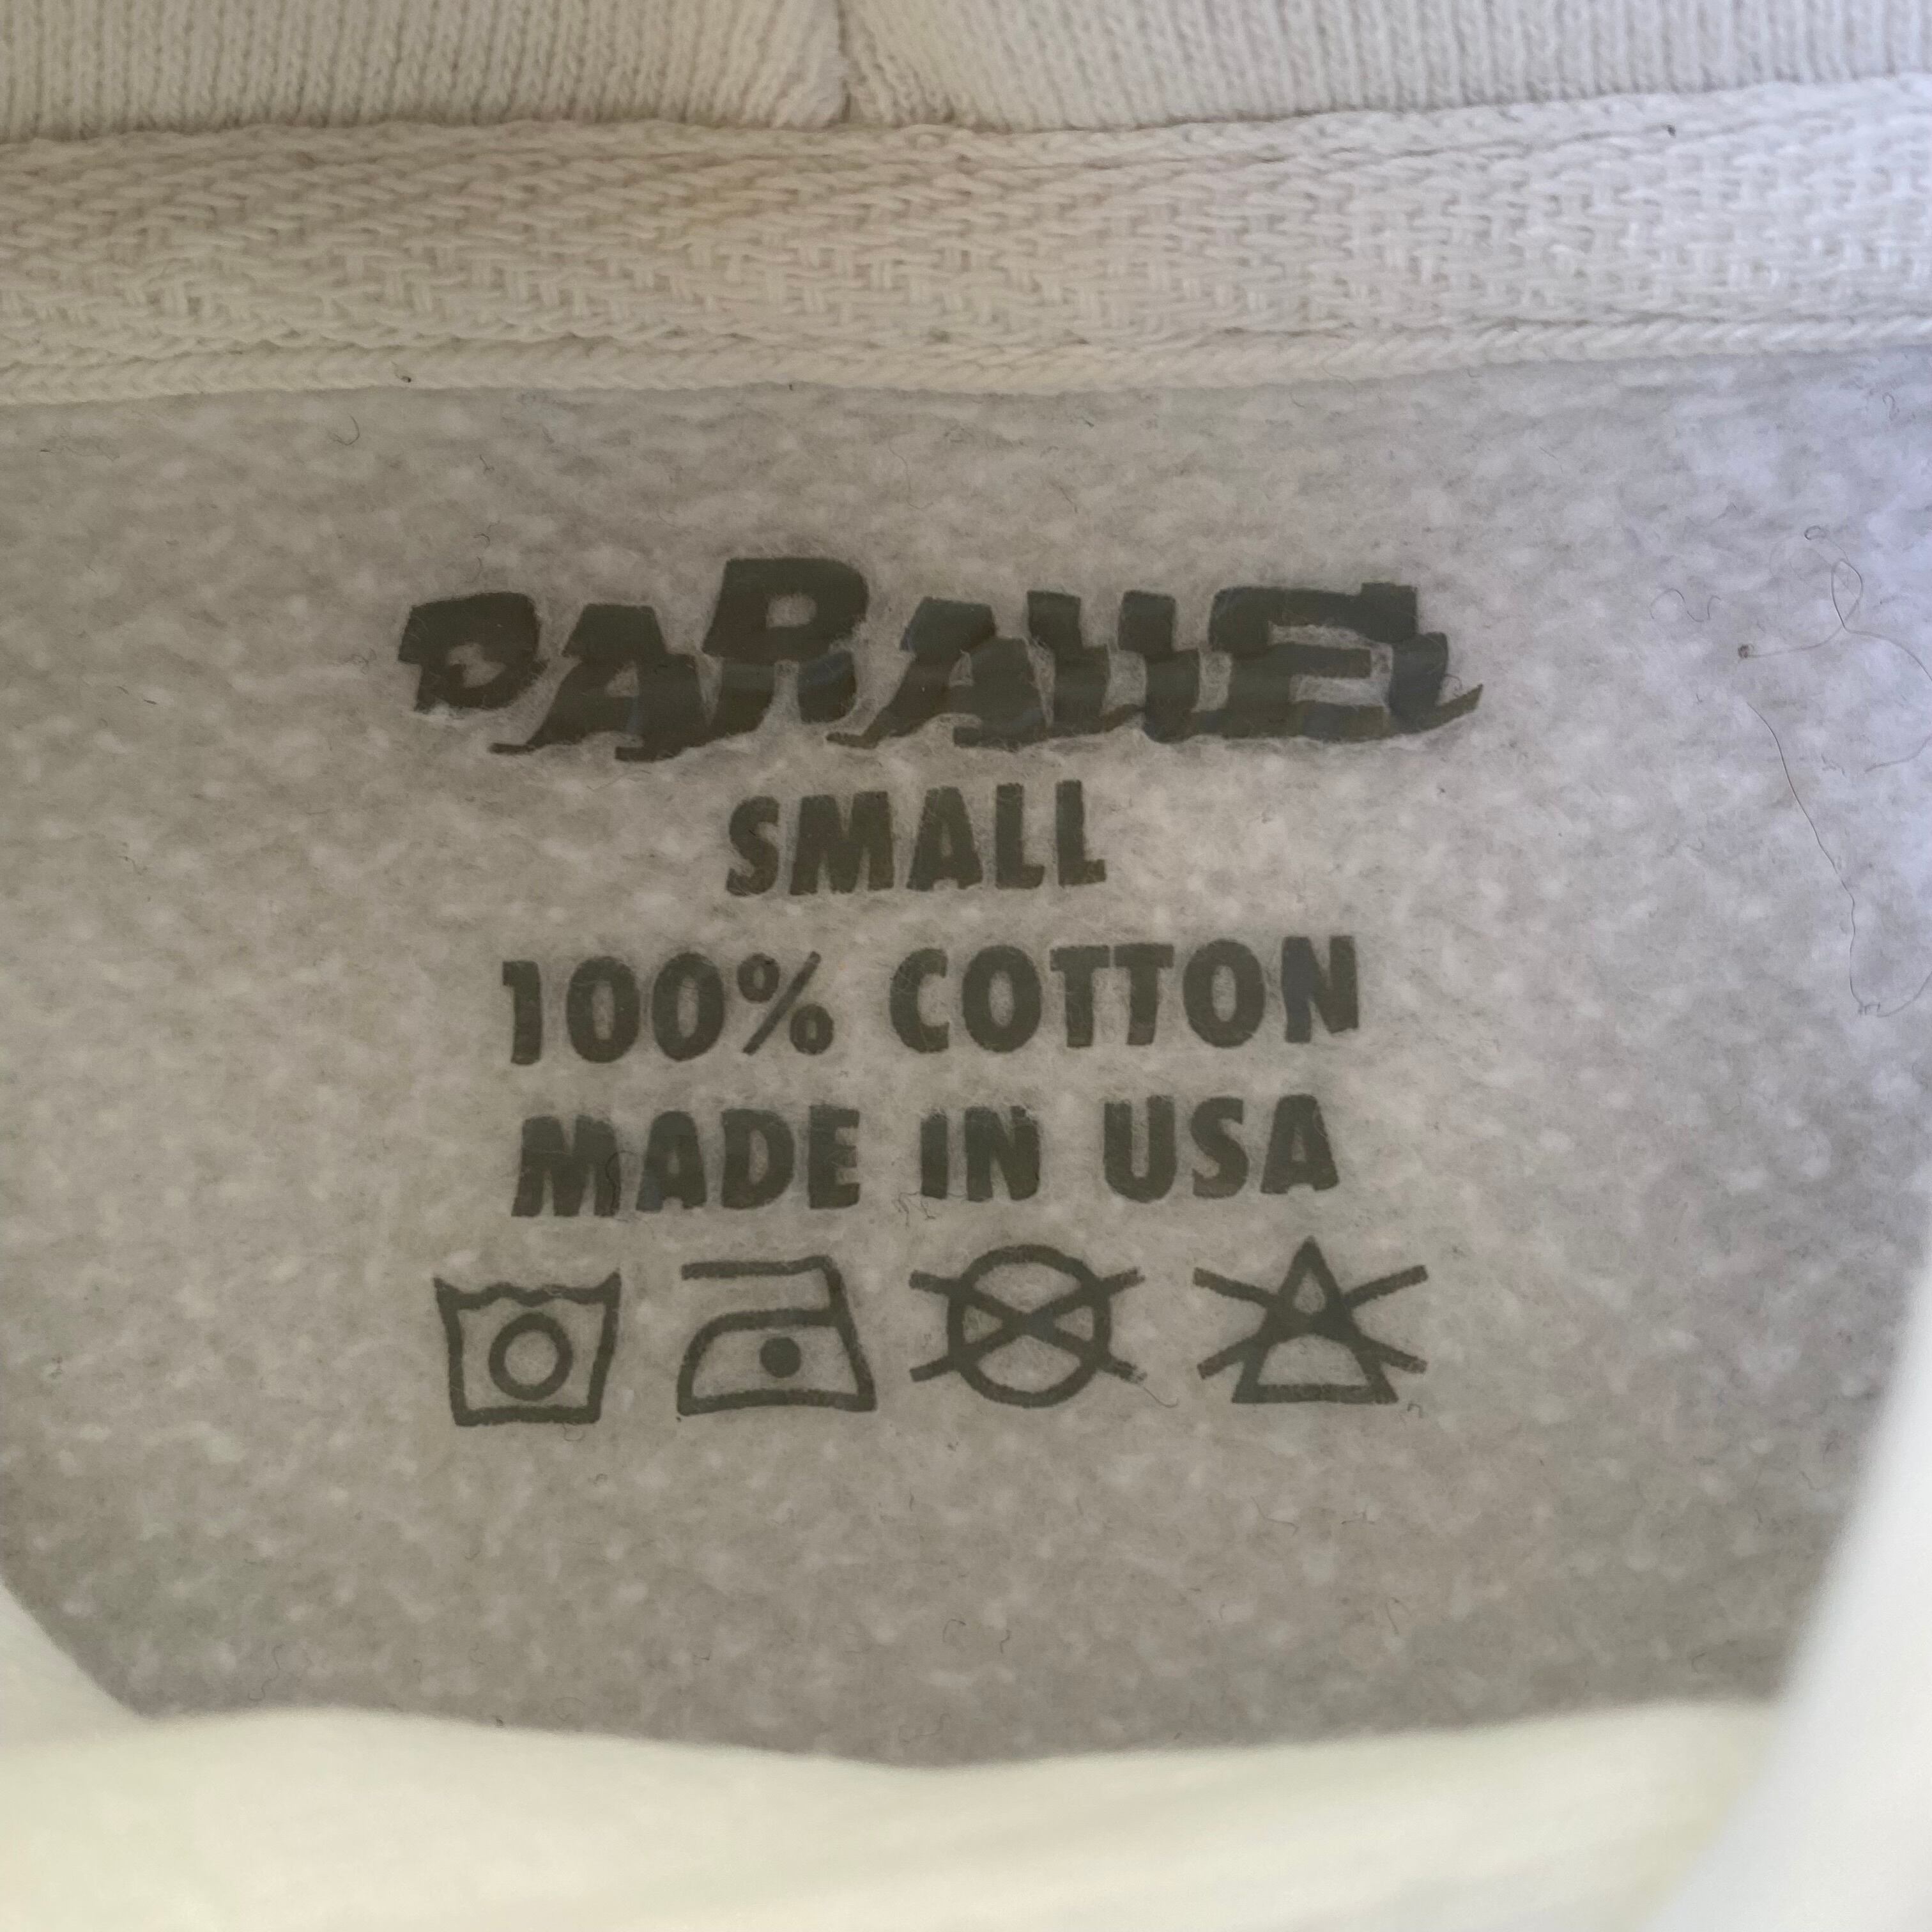 PARALLEL
SMALL
100% COTTON
MADE IN USA